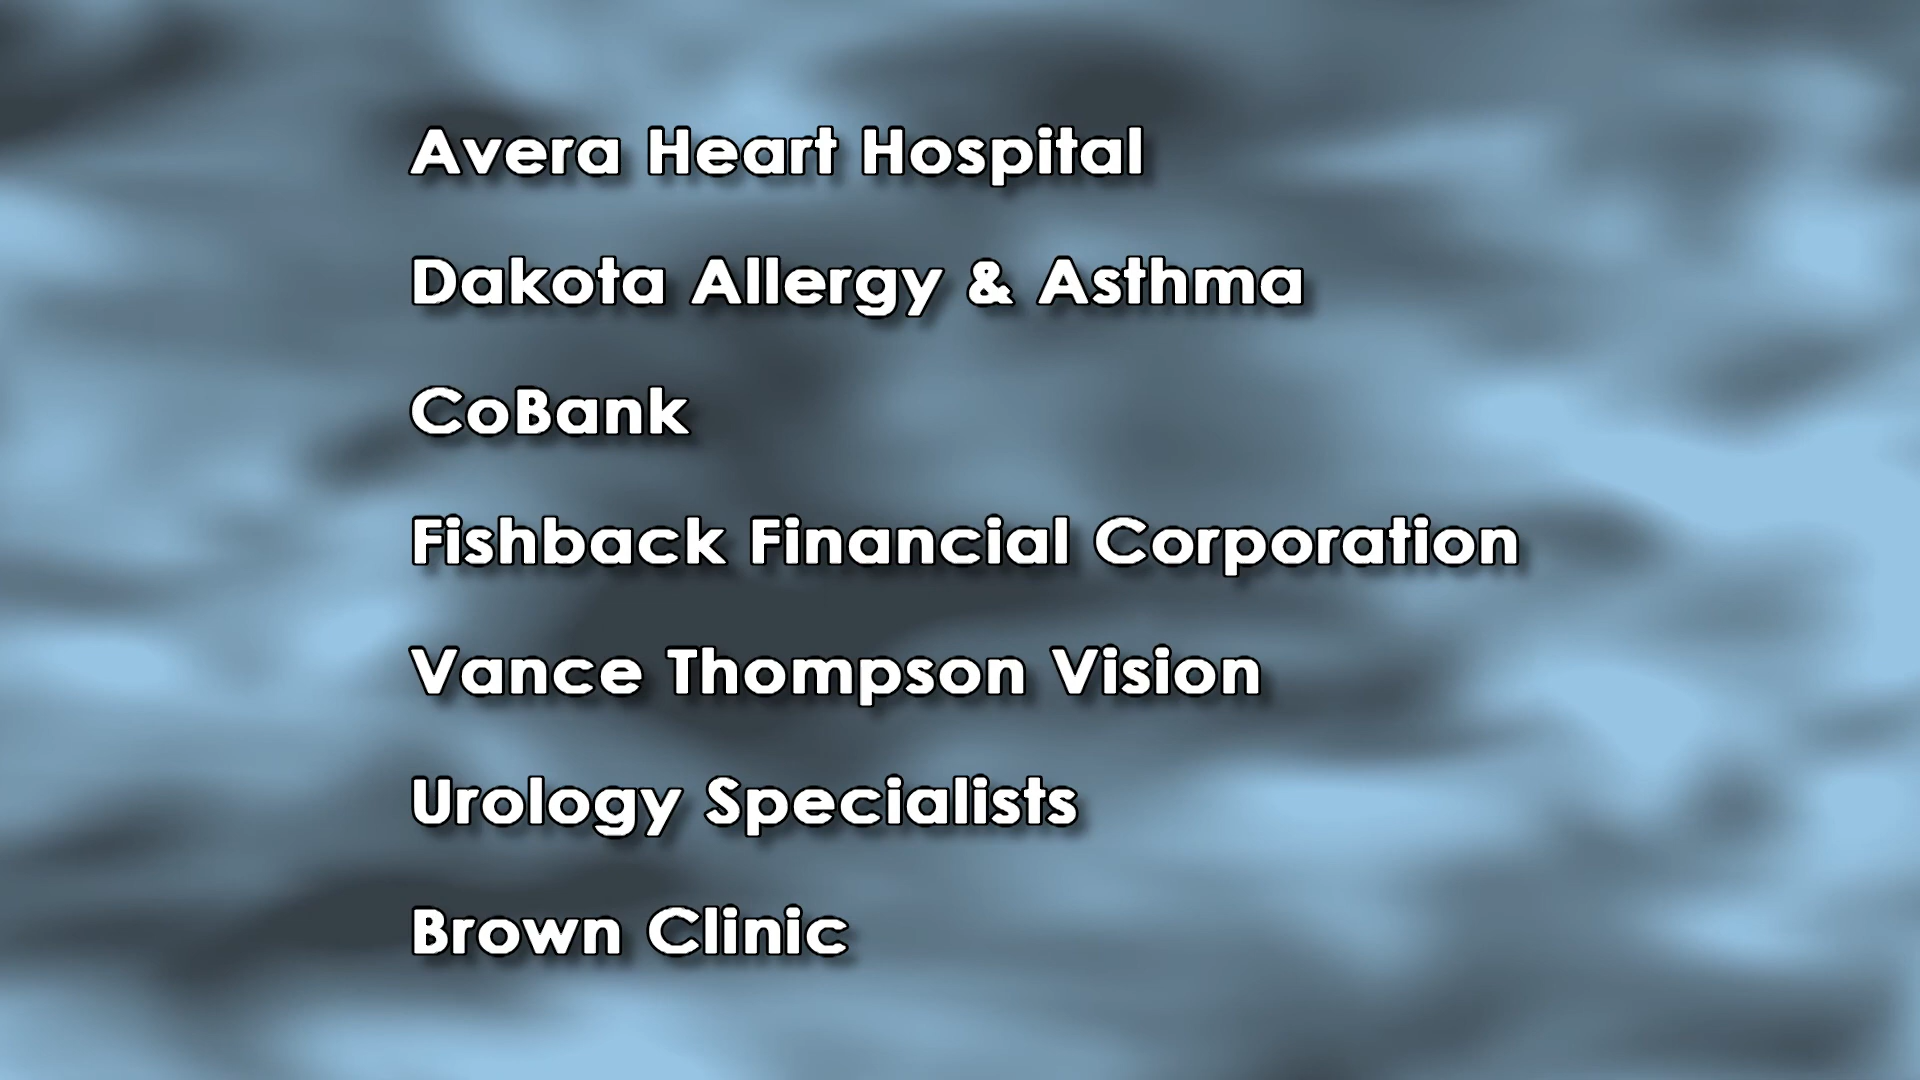 Avera Heart Hospital
Dakota Allergy & Asthma
CoBank
Fishback Financial Corporation
Vance Thompson Vision
Urology Specialists
Brown Clinic